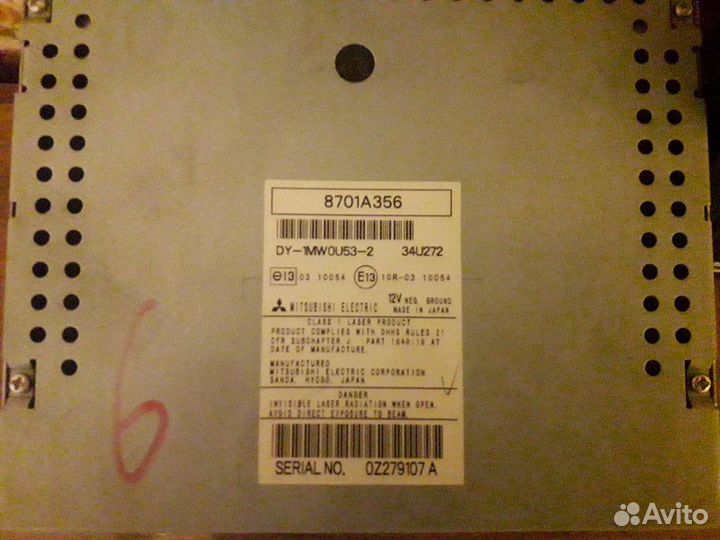 8701A356
DY-1MW0U53-2 34U272
e13 03 10054 E13 10R-03 10054
MITSUBISHI ELECTRIC 12V NEG. GROUND
MADE IN JAPAN
CLASS 1 LASER PRODUCT
PRODUCT COMPLIES WITH DHHS RULES 21
CFR SUBCHAPTER J, PART 1040:10 AT
DATE OF MANUFACTURE.
MANUFACTURED
MITSUBISHI ELECTRIC CORPORATION
SANDA, HYOGO, JAPAN
DANGER
INVISIBLE LASER RADIATION WHEN OPEN.
AVOID DIRECT EXPOSURE TO BEAM.
SERIAL NO. 0Z279107 A
6
Avito